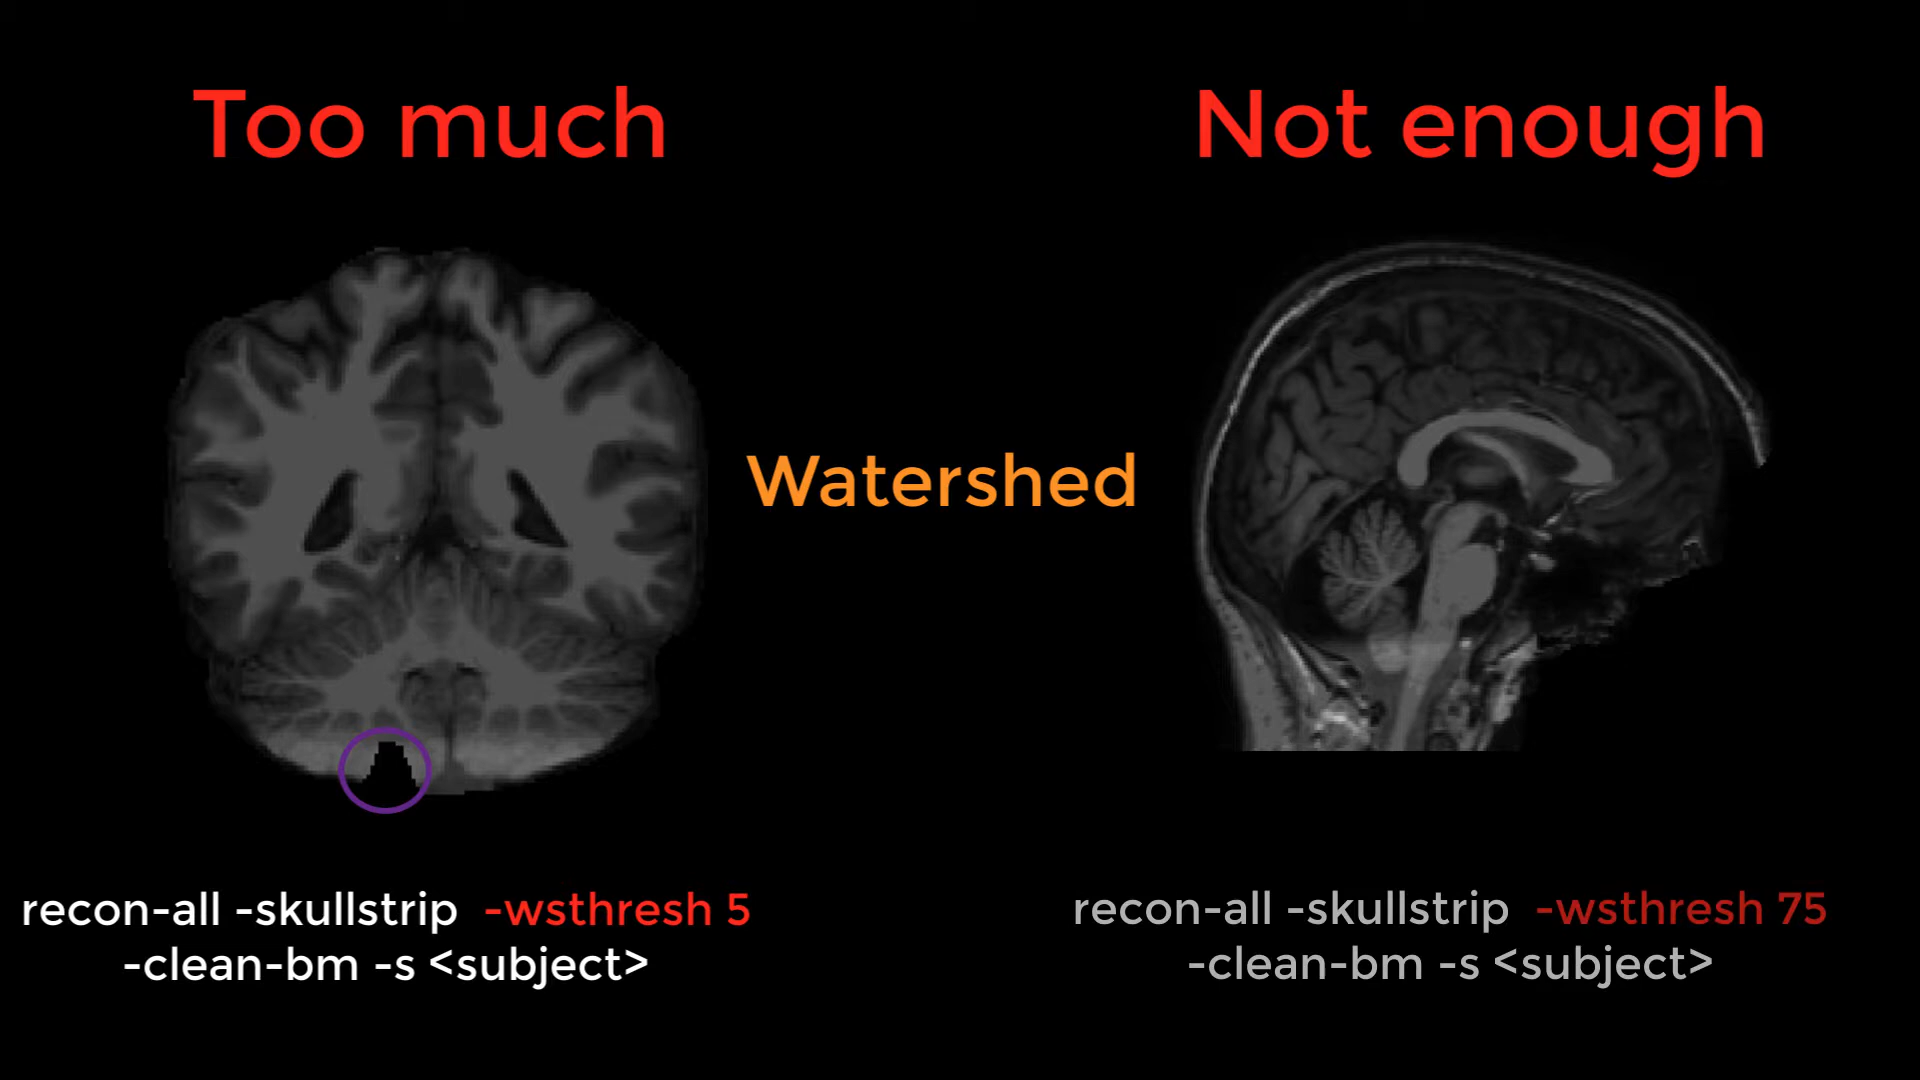 Too much
Not enough
Watershed
recon-all -skullstrip -wsthresh 5
-clean-bm -s <subject>
recon-all -skullstrip -wsthresh 75
-clean-bm -s <subject>